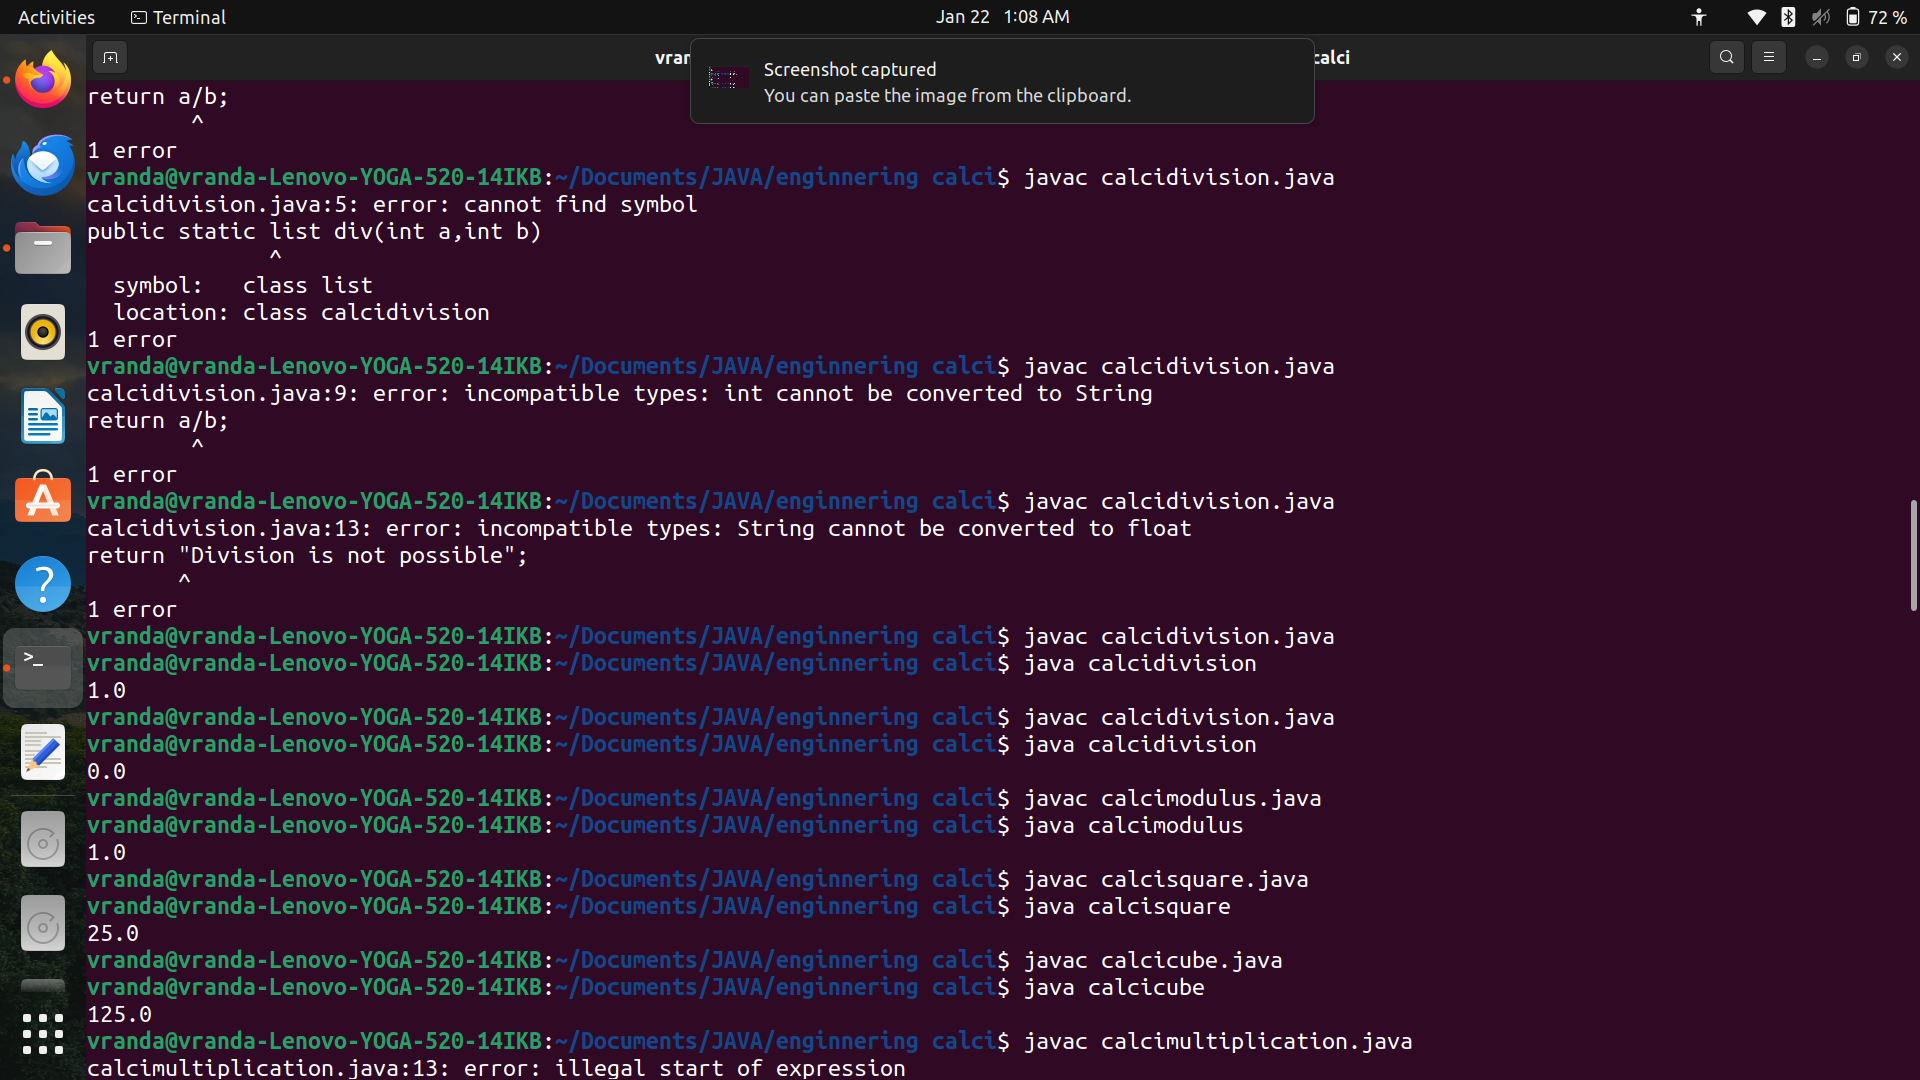 Activities
Terminal
Jan 22 1:08 AM
72 %
vran
calci
Screenshot captured
You can paste the image from the clipboard.
return a/b;
^
1 error
vranda@vranda-Lenovo-YOGA-520-14IKB:~/Documents/JAVA/enginnering calci$ javac calcidivision.java
calcidivision.java:5: error: cannot find symbol
public static list div(int a,int b)
^
symbol:   class list
location: class calcidivision
1 error
vranda@vranda-Lenovo-YOGA-520-14IKB:~/Documents/JAVA/enginnering calci$ javac calcidivision.java
calcidivision.java:9: error: incompatible types: int cannot be converted to String
return a/b;
^
1 error
vranda@vranda-Lenovo-YOGA-520-14IKB:~/Documents/JAVA/enginnering calci$ javac calcidivision.java
calcidivision.java:13: error: incompatible types: String cannot be converted to float
return "Division is not possible";
^
1 error
vranda@vranda-Lenovo-YOGA-520-14IKB:~/Documents/JAVA/enginnering calci$ javac calcidivision.java
vranda@vranda-Lenovo-YOGA-520-14IKB:~/Documents/JAVA/enginnering calci$ java calcidivision
1.0
vranda@vranda-Lenovo-YOGA-520-14IKB:~/Documents/JAVA/enginnering calci$ javac calcidivision.java
vranda@vranda-Lenovo-YOGA-520-14IKB:~/Documents/JAVA/enginnering calci$ java calcidivision
0.0
vranda@vranda-Lenovo-YOGA-520-14IKB:~/Documents/JAVA/enginnering calci$ javac calcimodulus.java
vranda@vranda-Lenovo-YOGA-520-14IKB:~/Documents/JAVA/enginnering calci$ java calcimodulus
1.0
vranda@vranda-Lenovo-YOGA-520-14IKB:~/Documents/JAVA/enginnering calci$ javac calcisquare.java
vranda@vranda-Lenovo-YOGA-520-14IKB:~/Documents/JAVA/enginnering calci$ java calcisquare
25.0
vranda@vranda-Lenovo-YOGA-520-14IKB:~/Documents/JAVA/enginnering calci$ javac calcicube.java
vranda@vranda-Lenovo-YOGA-520-14IKB:~/Documents/JAVA/enginnering calci$ java calcicube
125.0
vranda@vranda-Lenovo-YOGA-520-14IKB:~/Documents/JAVA/enginnering calci$ javac calcimultiplication.java
calcimultiplication.java:13: error: illegal start of expression